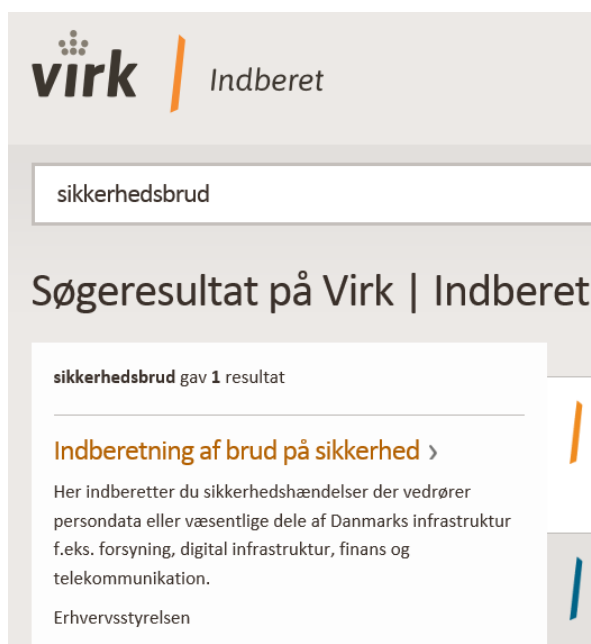 virk
Indberet
sikkerhedsbrud
Søgeresultat på Virk | Indberet
sikkerhedsbrud gav 1 resultat
Indberetning af brud på sikkerhed ›
Her indberetter du sikkerhedshændelser der vedrører
persondata eller væsentlige dele af Danmarks infrastruktur
f.eks. forsyning, digital infrastruktur, finans og
telekommunikation.
Erhvervsstyrelsen